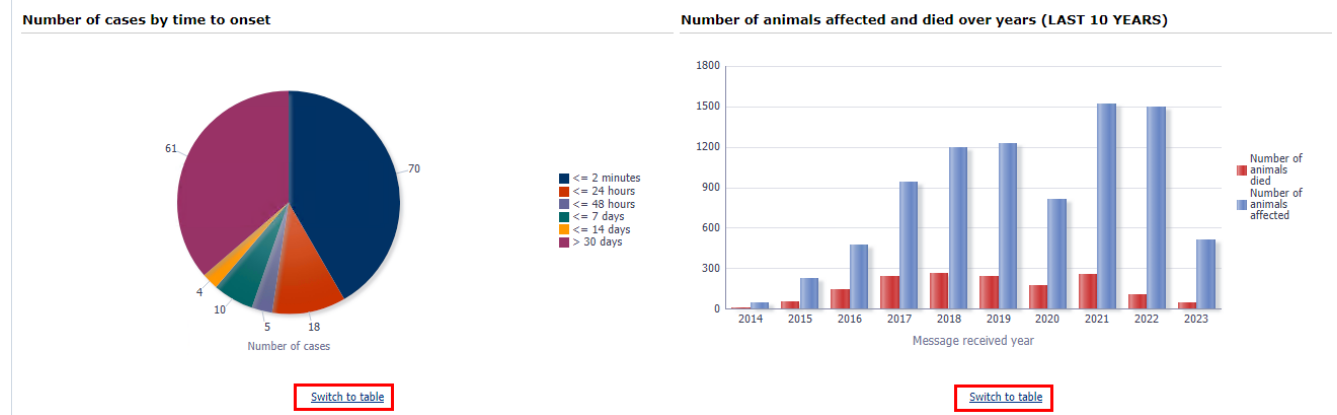 Number of cases by time to onset
61
70
4
10
5
18
Number of cases
<= 2 minutes
<= 24 hours
<= 48 hours
<= 7 days
<= 14 days
> 30 days
Switch to table
Number of animals affected and died over years (LAST 10 YEARS)
1800
1500
1200
900
600
300
0
2014 2015 2016 2017 2018 2019 2020 2021 2022 2023
Message received year
Number of
animals
died
Number of
animals
affected
Switch to table